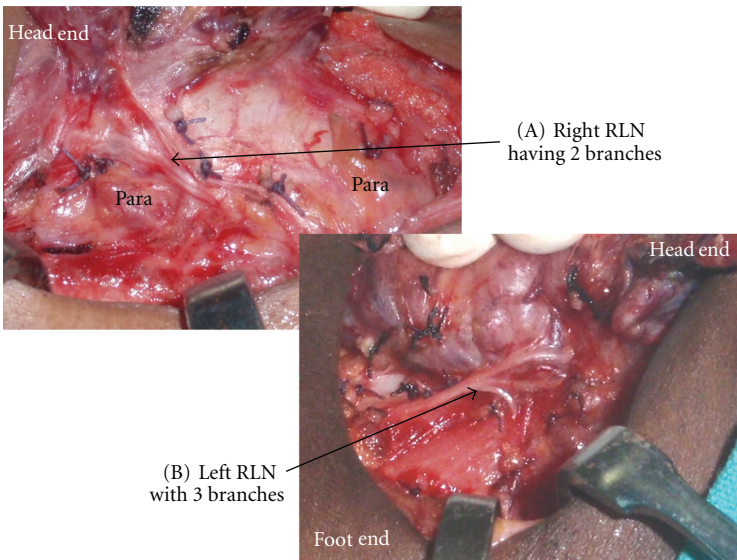 Head end
(A) Right RLN
having 2 branches
Para
Para
Head end
(B) Left RLN
with 3 branches
Foot end